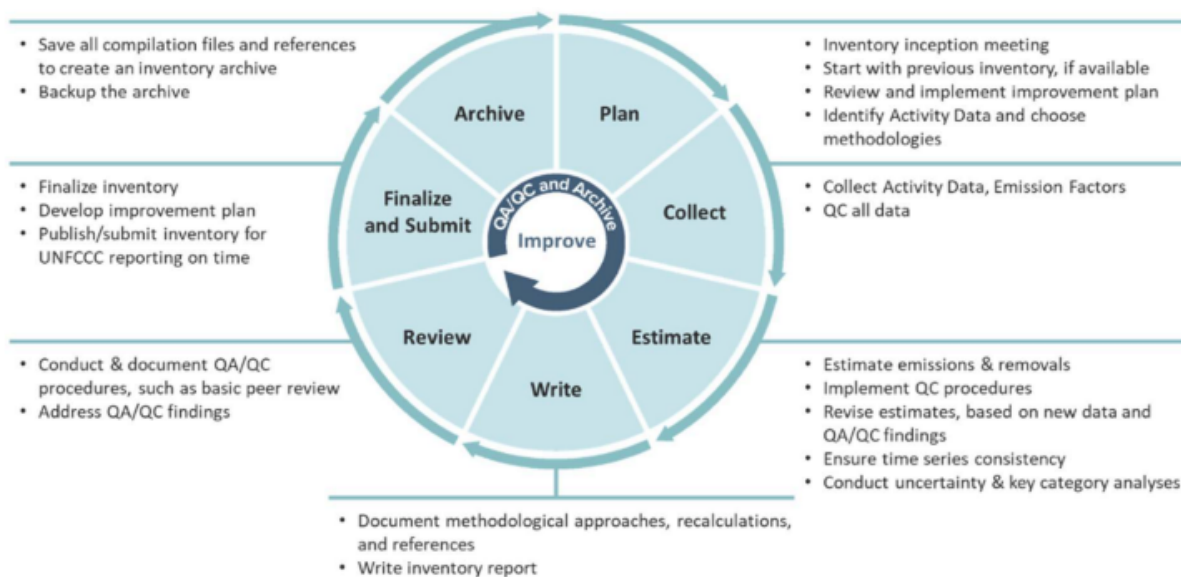 • Save all compilation files and references
to create an inventory archive
• Backup the archive
• Inventory inception meeting
• Start with previous inventory, if available
• Review and implement improvement plan
• Identify Activity Data and choose
methodologies
Archive
Plan
• Finalize inventory
• Develop improvement plan
• Publish/submit inventory for
UNFCCC reporting on time
Finalize
and Submit
QA/QC and Archive
Improve
Collect
• Collect Activity Data, Emission Factors
• QC all data
Review
Write
Estimate
• Conduct & document QA/QC
procedures, such as basic peer review
• Address QA/QC findings
• Estimate emissions & removals
• Implement QC procedures
• Revise estimates, based on new data and
QA/QC findings
• Ensure time series consistency
• Conduct uncertainty & key category analyses
• Document methodological approaches, recalculations,
and references
• Write inventory report